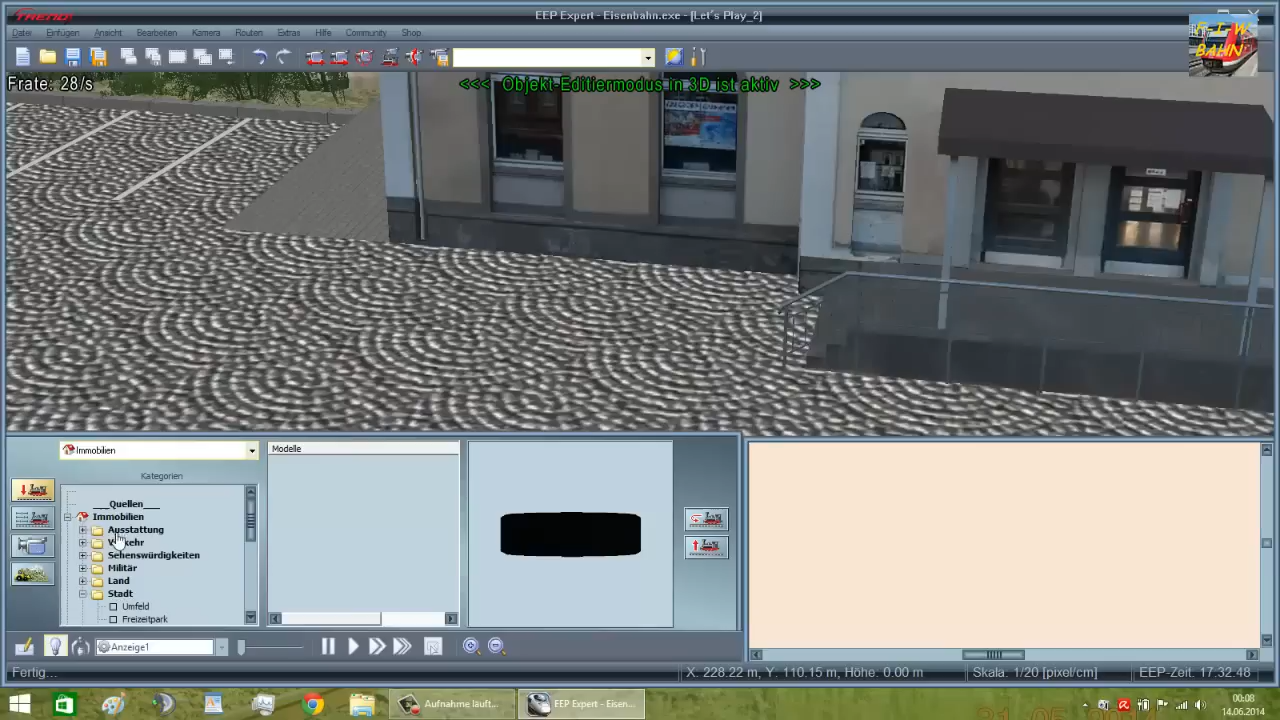 TREND
EEP Expert - Eisenbahn.exe - [Let´s Play_2]
Datei Einfügen Ansicht Bearbeiten Kamera Routen Extras Hilfe Community Shop
F-T-W
BAHN
Frate: 28/s
<<< Objekt-Editiermodus in 3D ist aktiv >>>
Immobilien
Modelle
Kategorien
___Quellen___
Immobilien
Ausstattung
Verkehr
Sehenswürdigkeiten
Militär
Land
Stadt
Umfeld
Freizeitpark
Anzeige1
Fertig...
X: 228.22 m, Y: 110.15 m, Höhe: 0.00 m
Skala: 1/20 [pixel/cm]
EEP-Zeit: 17:32:48
Aufnahme läuft...
EEP Expert - Eisen...
00:08
14.06.2014